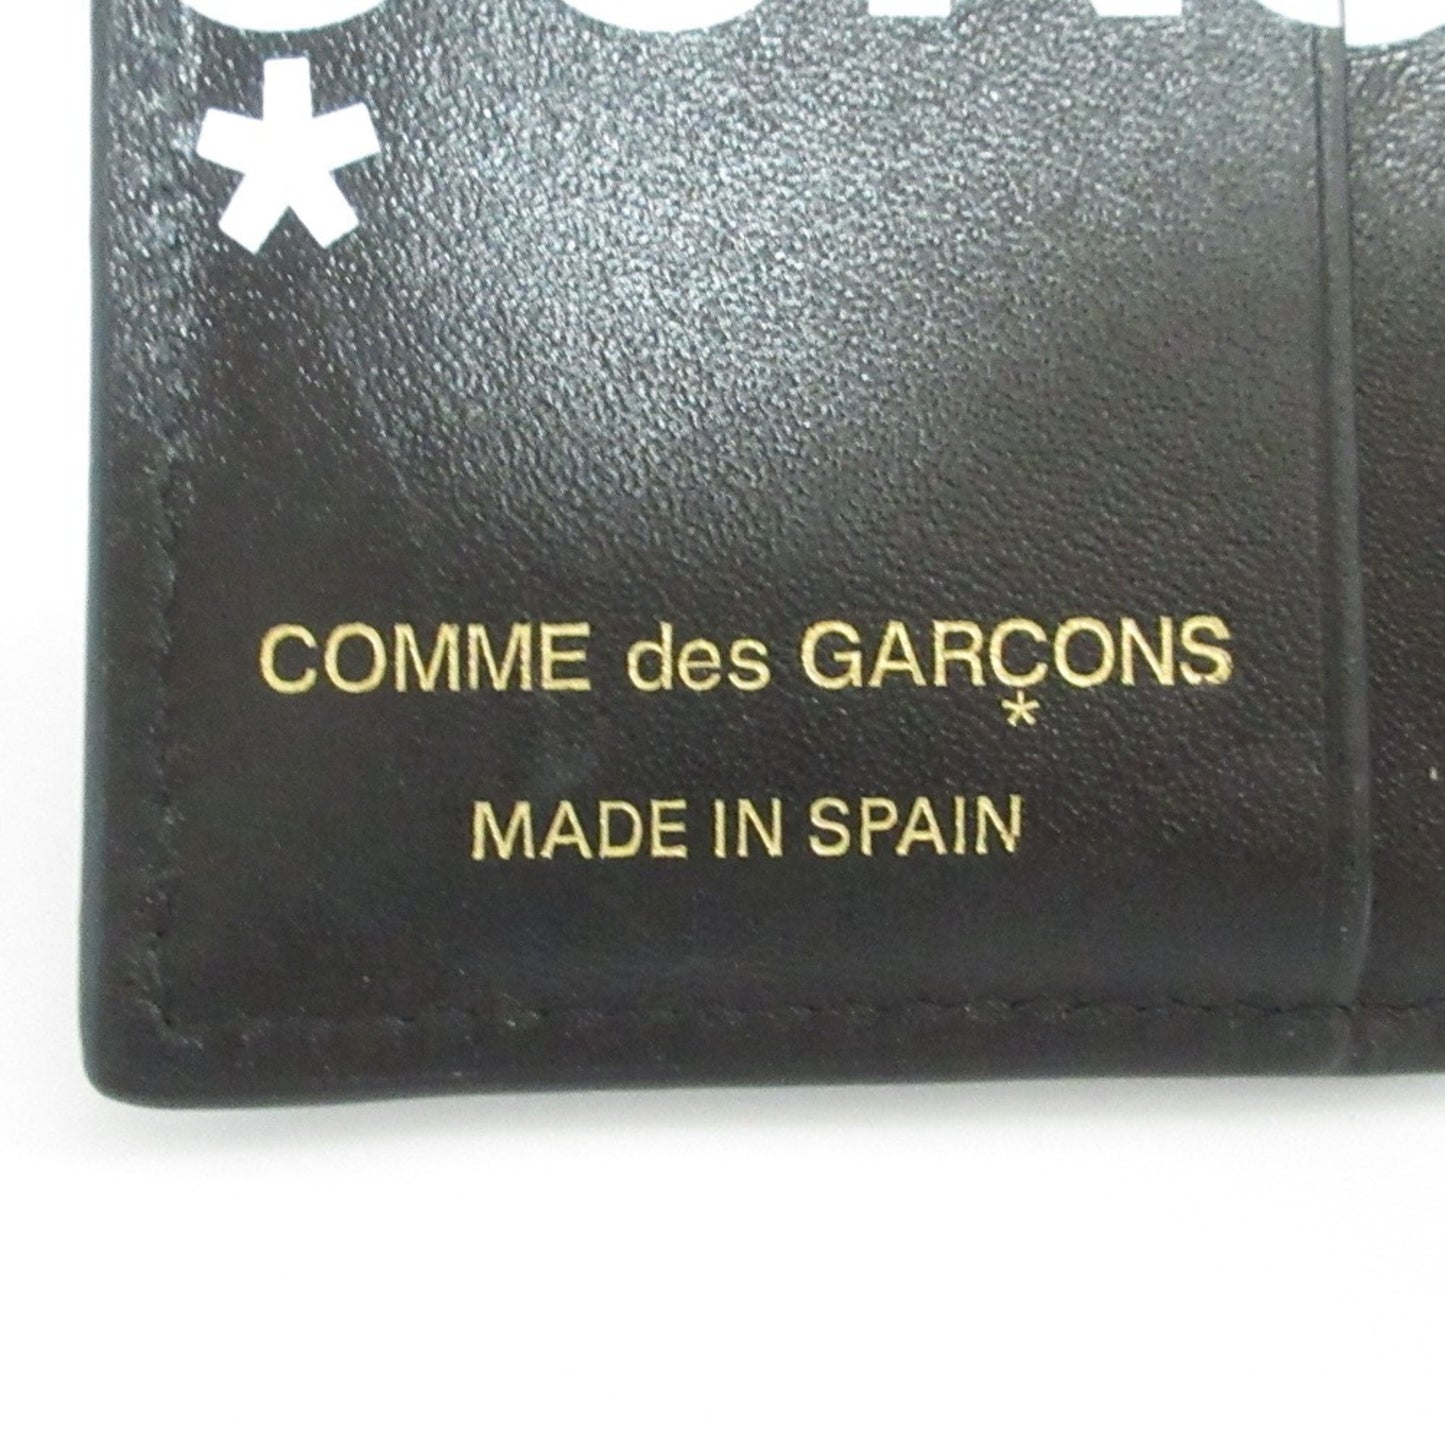 *
COMME des GARÇONS
*
MADE IN SPAIN